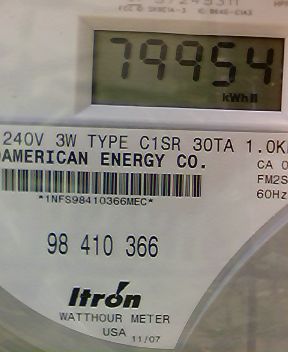 79954
kWh
240V 3W TYPE C1SR 30TA 1.0K
AMERICAN ENERGY CO.
CA 0
FM2S
60Hz
*1NFS98410366MEC*
98 410 366
Itron
WATTHOUR METER
USA 11/07